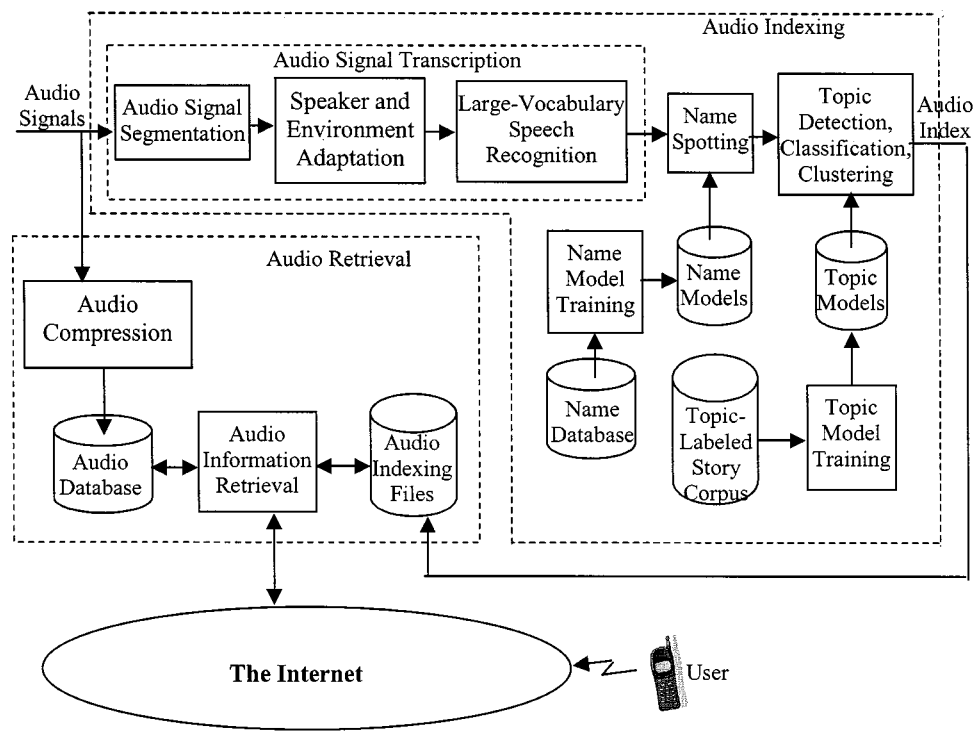 Audio Indexing
Audio Signal Transcription
Audio
Signals
Audio Signal
Segmentation
Speaker and
Environment
Adaptation
Large-Vocabulary
Speech
Recognition
Name
Spotting
Topic
Detection,
Classification,
Clustering
Audio
Index
Audio Retrieval
Audio
Compression
Name
Model
Training
Name
Models
Topic
Models
Audio
Database
Audio
Information
Retrieval
Audio
Indexing
Files
Name
Database
Topic-
Labeled
Story
Corpus
Topic
Model
Training
The Internet
User